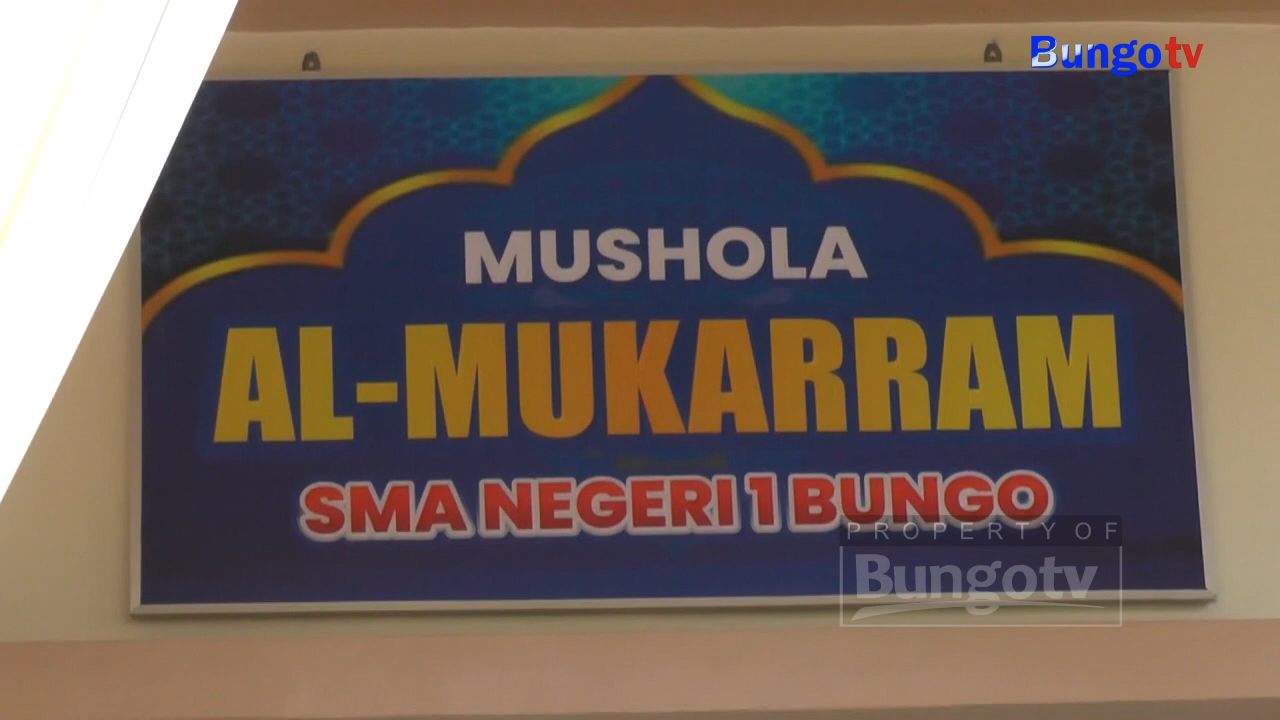 Bungotv
MUSHOLA
AL-MUKARRAM
SMA NEGERI 1 BUNGO
PROPERTY OF
Bungotv